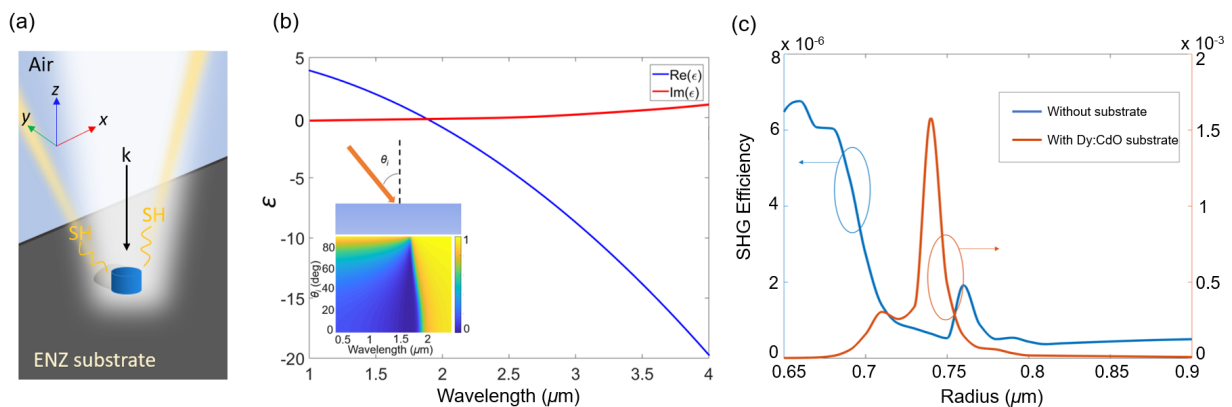 (a)
Air
z
y
x
k
SH
SH
ENZ substrate
(b)
5
0
-5
-10
-15
-20
ε
Re(ϵ)
Im(ϵ)
θi
1
0
80
60
40
20
0
θi (deg)
0.5 1 1.5 2
Wavelength (μm)
1 1.5 2 2.5 3 3.5 4
Wavelength (μm)
(c)
x 10-6
8
6
4
2
0
SHG Efficiency
x 10-3
2
1.5
1
0.5
0
Without substrate
With Dy:CdO substrate
0.65 0.7 0.75 0.8 0.85 0.9
Radius (μm)